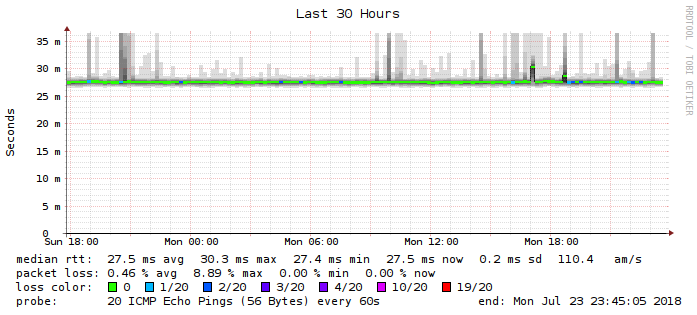 Last 30 Hours
RRDTOOL / TOBI OETIKER
Seconds
35 m
30 m
25 m
20 m
15 m
10 m
5 m
0
Sun 18:00 Mon 00:00 Mon 06:00 Mon 12:00 Mon 18:00
median rtt: 27.5 ms avg 30.3 ms max 27.4 ms min 27.5 ms now 0.2 ms sd 110.4 am/s
packet loss: 0.46 % avg 8.89 % max 0.00 % min 0.00 % now
loss color: 0 1/20 2/20 3/20 4/20 10/20 19/20
probe: 20 ICMP Echo Pings (56 Bytes) every 60s end: Mon Jul 23 23:45:05 2018